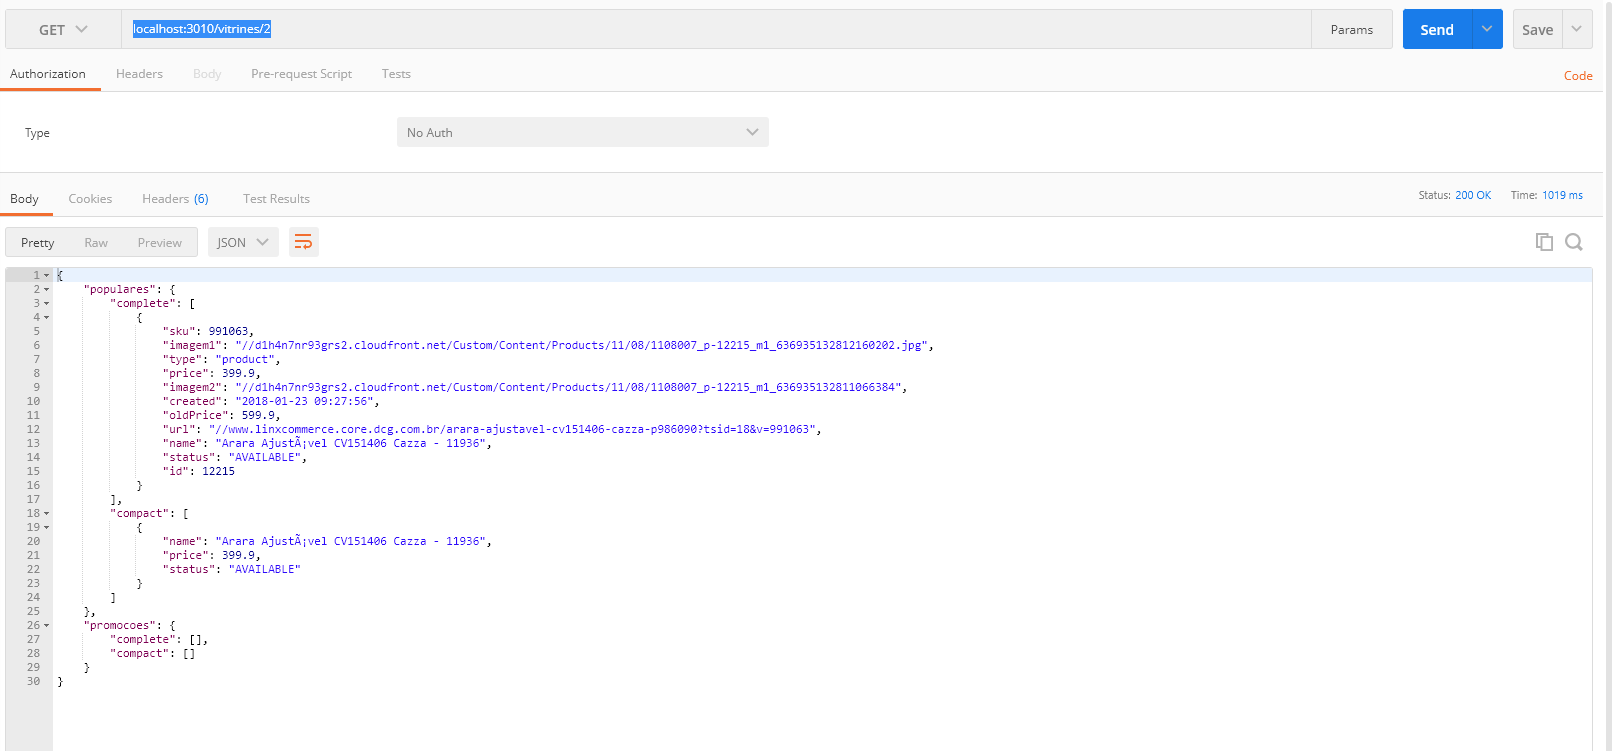 GET localhost:3010/vitrines/2 Params Send Save
Authorization Headers Body Pre-request Script Tests Code
Type No Auth
Body Cookies Headers (6) Test Results Status: 200 OK Time: 1019 ms
Pretty Raw Preview JSON
1 {
2 "populares": {
3 "complete": [
4 {
5 "sku": 991063,
6 "imagem1": "//d1h4n7nr93grs2.cloudfront.net/Custom/Content/Products/11/08/1108007_p-12215_m1_636935132812160202.jpg",
7 "type": "product",
8 "price": 399.9,
9 "imagem2": "//d1h4n7nr93grs2.cloudfront.net/Custom/Content/Products/11/08/1108007_p-12215_m1_636935132811066384",
10 "created": "2018-01-23 09:27:56",
11 "oldPrice": 599.9,
12 "url": "//www.linxcommerce.core.dcg.com.br/arara-ajustavel-cv151406-cazza-p986090?tsid=18&v=991063",
13 "name": "Arara AjustÃ¡vel CV151406 Cazza - 11936",
14 "status": "AVAILABLE",
15 "id": 12215
16 }
17 ],
18 "compact": [
19 {
20 "name": "Arara AjustÃ¡vel CV151406 Cazza - 11936",
21 "price": 399.9,
22 "status": "AVAILABLE"
23 }
24 ]
25 },
26 "promocoes": {
27 "complete": [],
28 "compact": []
29 }
30 }